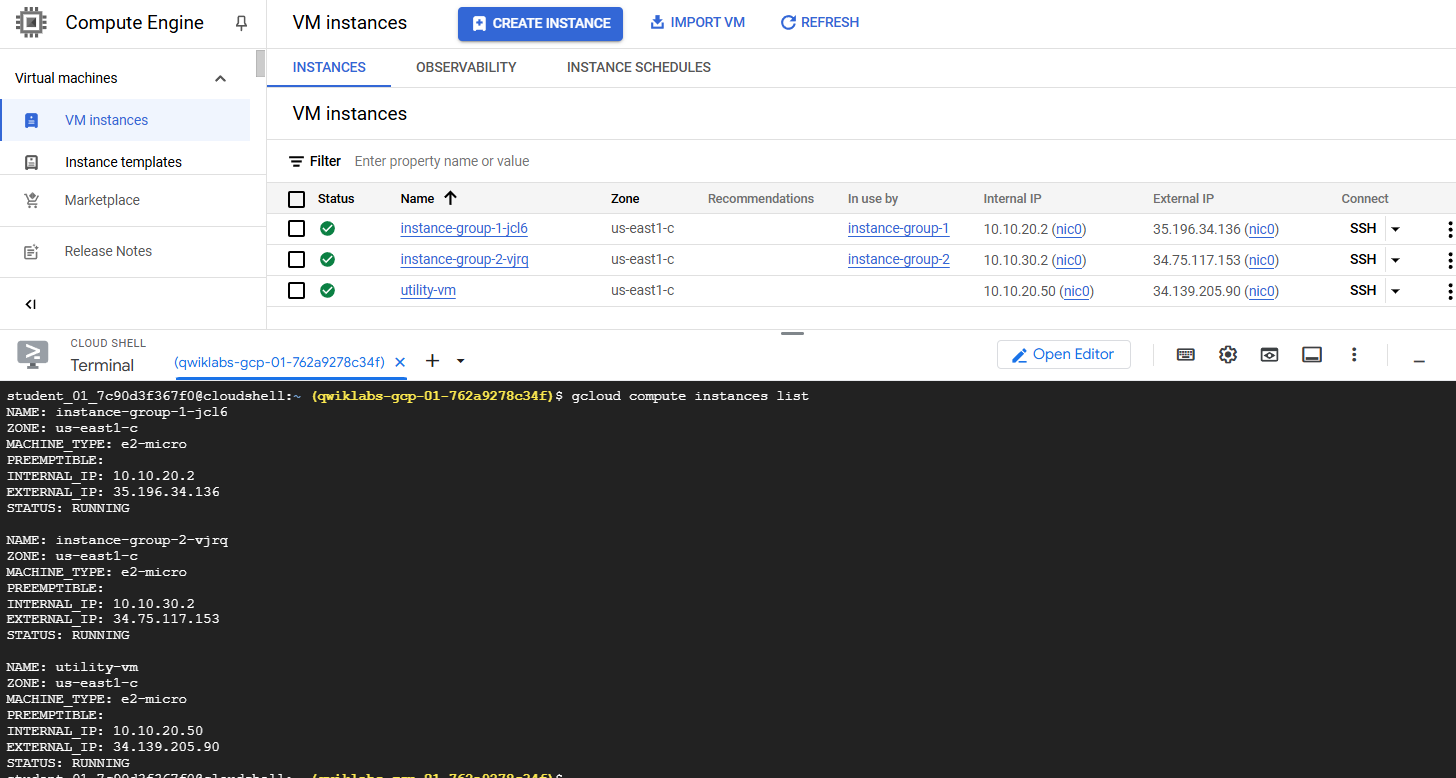 Compute Engine
VM instances
CREATE INSTANCE
IMPORT VM
REFRESH
Virtual machines
VM instances
Instance templates
Marketplace
Release Notes
INSTANCES OBSERVABILITY INSTANCE SCHEDULES
VM instances
Filter Enter property name or value
Status Name Zone Recommendations In use by Internal IP External IP Connect
instance-group-1-jcl6 us-east1-c instance-group-1 10.10.20.2 (nic0) 35.196.34.136 (nic0) SSH
instance-group-2-vjrq us-east1-c instance-group-2 10.10.30.2 (nic0) 34.75.117.153 (nic0) SSH
utility-vm us-east1-c 10.10.20.50 (nic0) 34.139.205.90 (nic0) SSH
CLOUD SHELL
Terminal
(qwiklabs-gcp-01-762a9278c34f)
Open Editor
student_01_7c90d3f367f0@cloudshell:~ (qwiklabs-gcp-01-762a9278c34f)$ gcloud compute instances list
NAME: instance-group-1-jcl6
ZONE: us-east1-c
MACHINE_TYPE: e2-micro
PREEMPTIBLE:
INTERNAL_IP: 10.10.20.2
EXTERNAL_IP: 35.196.34.136
STATUS: RUNNING
NAME: instance-group-2-vjrq
ZONE: us-east1-c
MACHINE_TYPE: e2-micro
PREEMPTIBLE:
INTERNAL_IP: 10.10.30.2
EXTERNAL_IP: 34.75.117.153
STATUS: RUNNING
NAME: utility-vm
ZONE: us-east1-c
MACHINE_TYPE: e2-micro
PREEMPTIBLE:
INTERNAL_IP: 10.10.20.50
EXTERNAL_IP: 34.139.205.90
STATUS: RUNNING
student_01_7c90d3f367f0@cloudshell:~ (qwiklabs-gcp-01-762a9278c34f)$